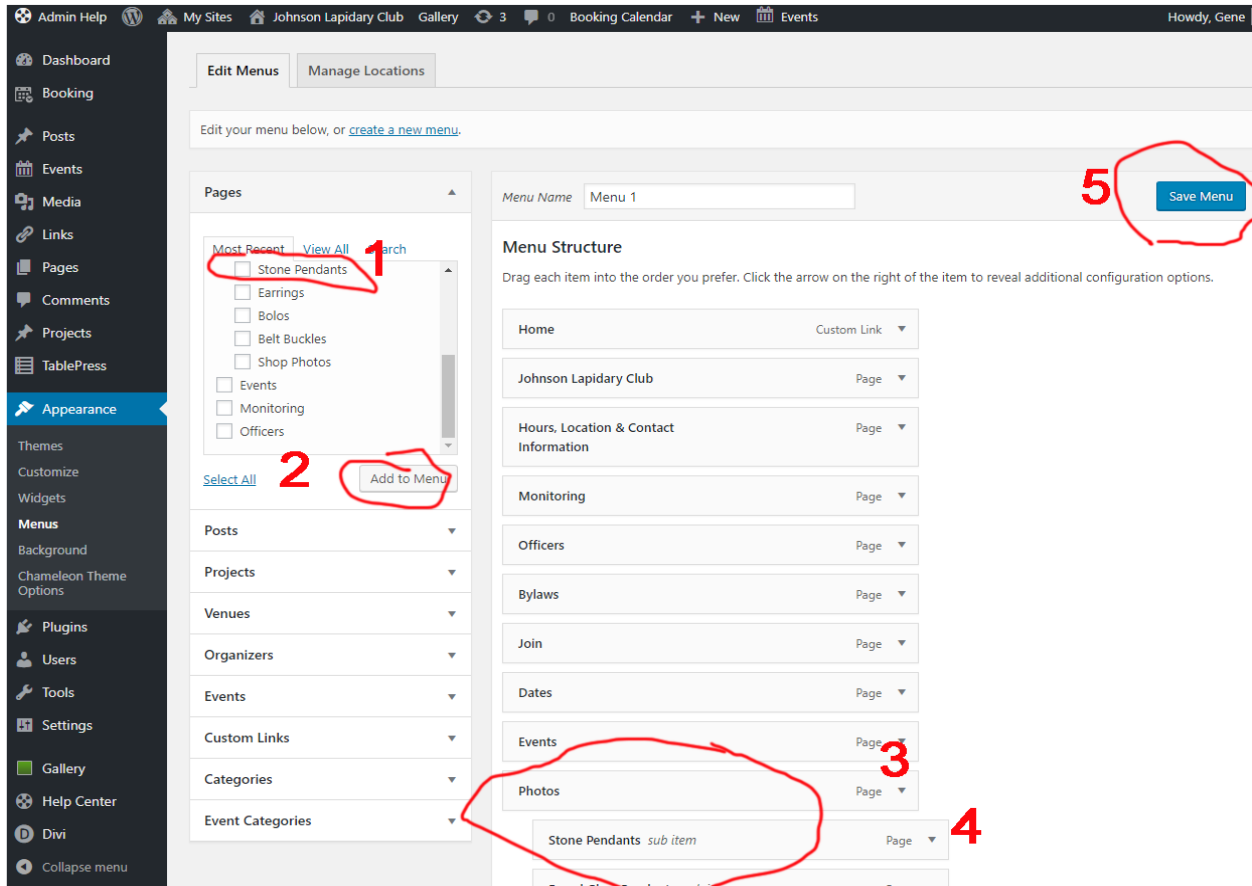 Admin Help My Sites Johnson Lapidary Club Gallery 3 0 Booking Calendar + New Events Howdy, Gene
Dashboard
Booking
Posts
Events
Media
Links
Pages
Comments
Projects
TablePress
Appearance
Themes
Customize
Widgets
Menus
Background
Chameleon Theme
Options
Plugins
Users
Tools
Settings
Gallery
Help Center
Divi
Collapse menu
Edit Menus Manage Locations
Edit your menu below, or create a new menu.
Pages
Most Recent View All Search
1
Stone Pendants
Earrings
Bolos
Belt Buckles
Shop Photos
Events
Monitoring
Officers
Select All 2 Add to Menu
Posts
Projects
Venues
Organizers
Events
Custom Links
Categories
Event Categories
Menu Name Menu 1 5 Save Menu
Menu Structure
Drag each item into the order you prefer. Click the arrow on the right of the item to reveal additional configuration options.
Home Custom Link
Johnson Lapidary Club Page
Hours, Location & Contact Page
Information
Monitoring Page
Officers Page
Bylaws Page
Join Page
Dates Page
Events Page
3
Photos Page
4
Stone Pendants sub item Page